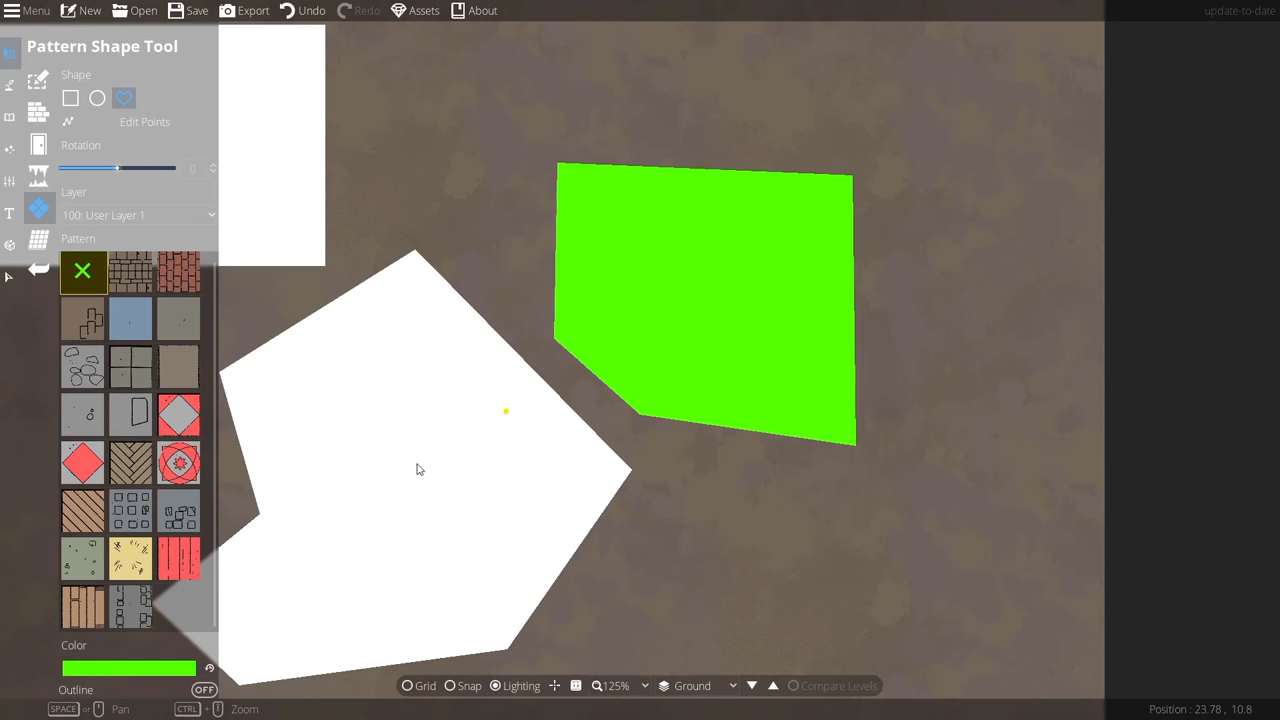 Menu New Open Save Export Undo Redo Assets About update-to-date
Pattern Shape Tool
Shape
Edit Points
Rotation
0
Layer
100: User Layer 1
Pattern
Color
Outline OFF
Grid Snap Lighting 125% Ground Compare Levels
SPACE or Pan CTRL + Zoom Position : 23.78 , 10.8